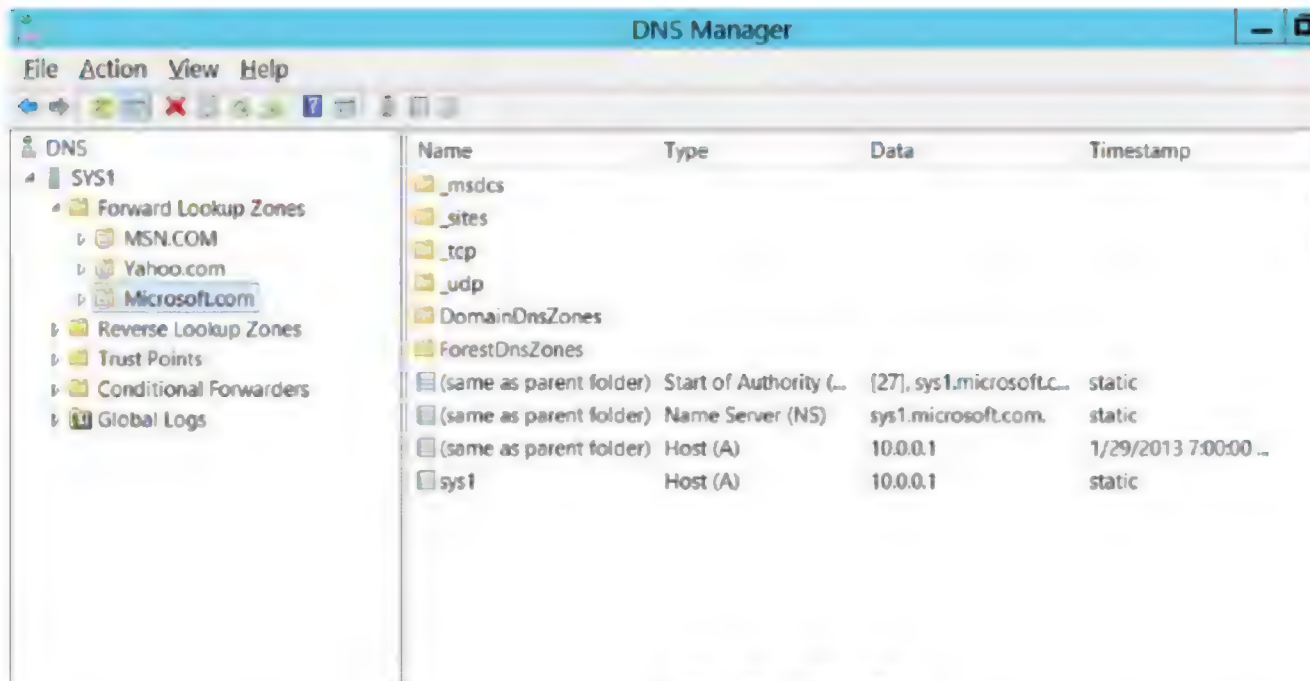 DNS Manager
File Action View Help
DNS
SYS1
Forward Lookup Zones
MSN.COM
Yahoo.com
Microsoft.com
Reverse Lookup Zones
Trust Points
Conditional Forwarders
Global Logs
Name Type Data Timestamp
_msdcs
_sites
_tcp
_udp
DomainDnsZones
ForestDnsZones
(same as parent folder) Start of Authority (... [27], sys1.microsoft.c... static
(same as parent folder) Name Server (NS) sys1.microsoft.com. static
(same as parent folder) Host (A) 10.0.0.1 1/29/2013 7:00:00 ...
sys1 Host (A) 10.0.0.1 static